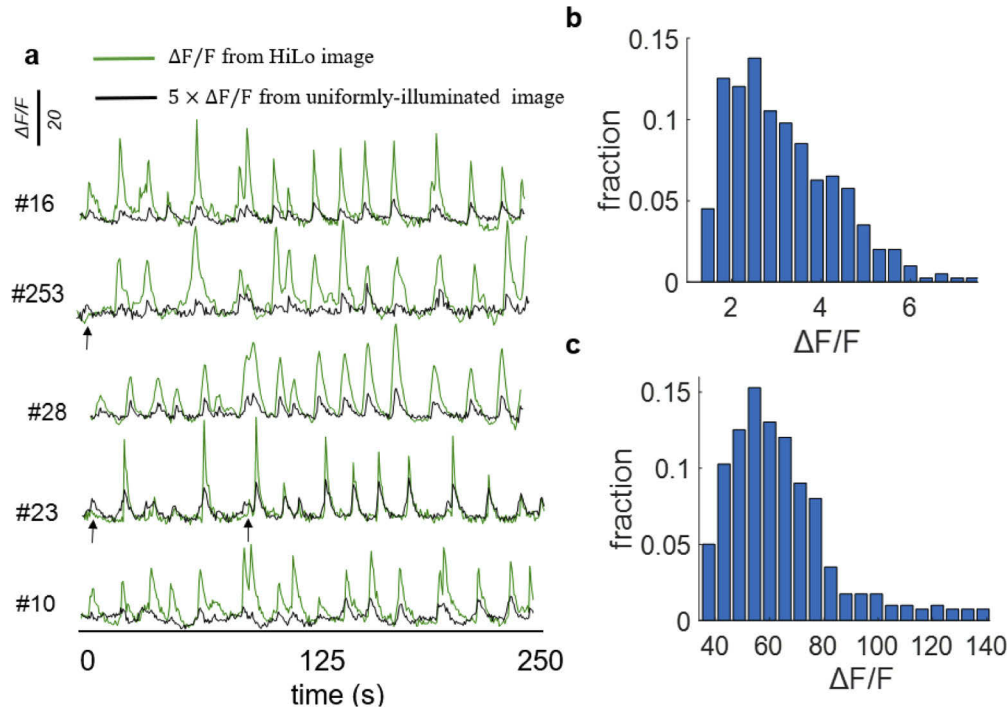 a
ΔF/F from HiLo image
5 × ΔF/F from uniformly-illuminated image
ΔF/F
20
#16
#253
#28
#23
#10
0 125 250
time (s)
b
0.15
0.1
0.05
0
fraction
2 4 6
ΔF/F
c
0.15
0.1
0.05
0
fraction
40 60 80 100 120 140
ΔF/F